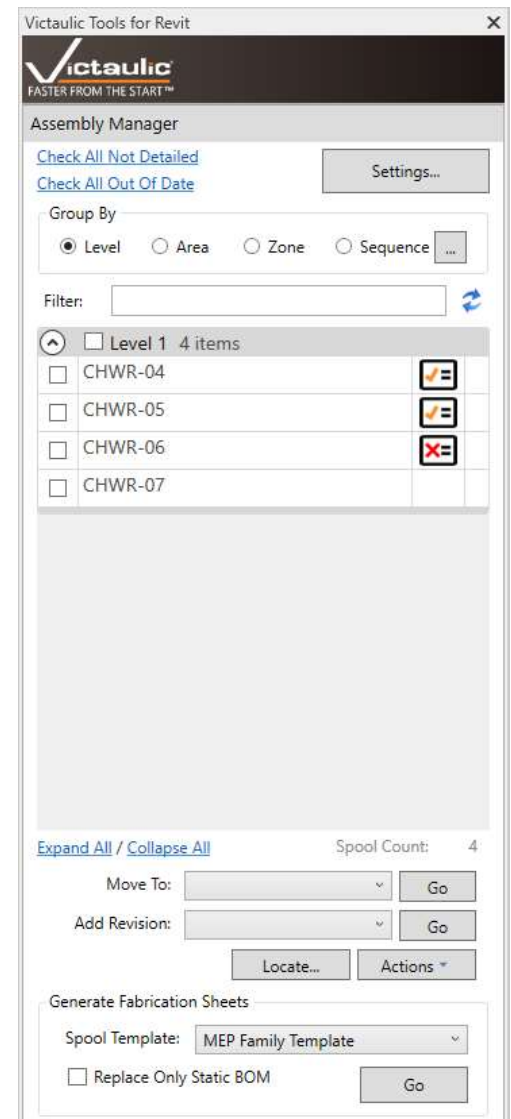 Victaulic Tools for Revit
Victaulic
FASTER FROM THE START™
Assembly Manager
Check All Not Detailed
Check All Out Of Date
Settings...
Group By
Level Area Zone Sequence ...
Filter:
Level 1 4 items
CHWR-04
CHWR-05
CHWR-06
CHWR-07
Expand All / Collapse All Spool Count: 4
Move To: Go
Add Revision: Go
Locate... Actions
Generate Fabrication Sheets
Spool Template: MEP Family Template
Replace Only Static BOM Go